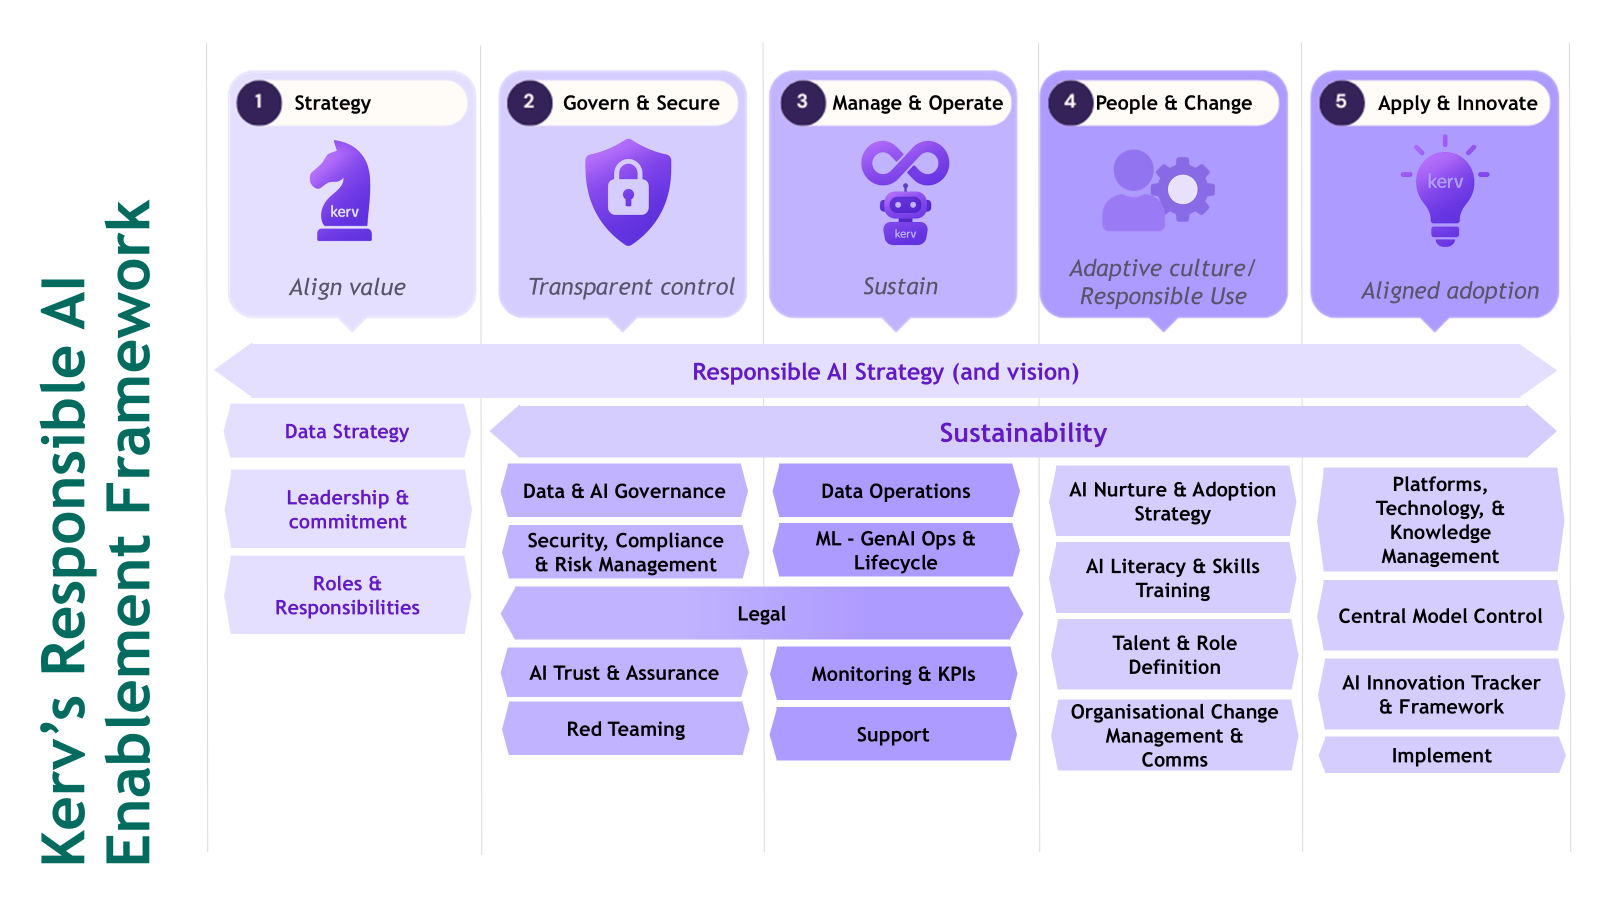 Kerv's Responsible AI
Enablement Framework
1 Strategy
kerv
Align value
2 Govern & Secure
Transparent control
3 Manage & Operate
kerv
Sustain
4 People & Change
Adaptive culture/
Responsible Use
5 Apply & Innovate
kerv
Aligned adoption
Responsible AI Strategy (and vision)
Data Strategy
Leadership &
commitment
Roles &
Responsibilities
Sustainability
Data & AI Governance
Security, Compliance
& Risk Management
Data Operations
ML - GenAI Ops &
Lifecycle
Legal
AI Trust & Assurance
Red Teaming
Monitoring & KPIs
Support
AI Nurture & Adoption
Strategy
AI Literacy & Skills
Training
Talent & Role
Definition
Organisational Change
Management &
Comms
Platforms,
Technology, &
Knowledge
Management
Central Model Control
AI Innovation Tracker
& Framework
Implement